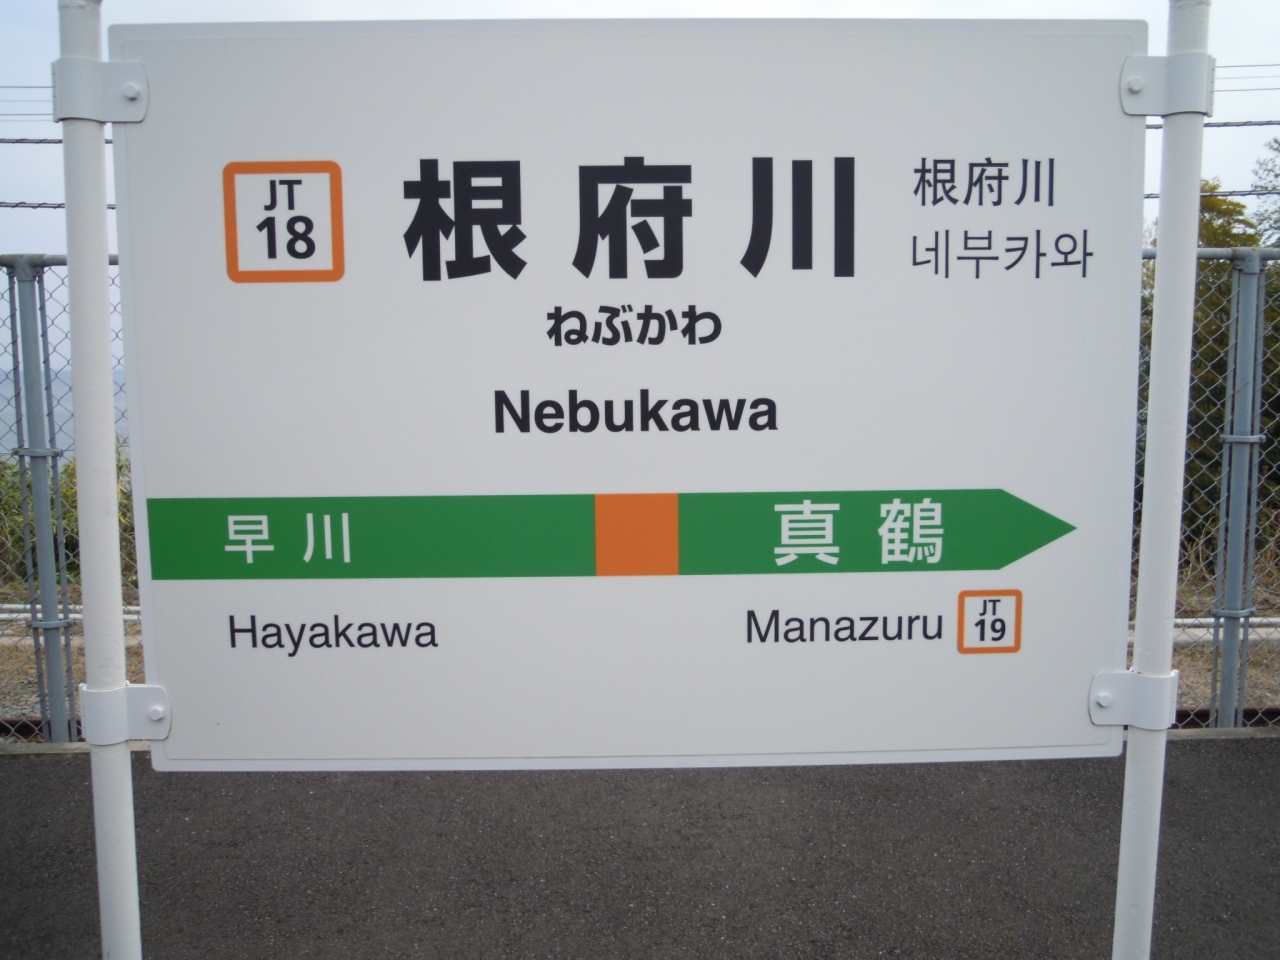 JT
18
根府川
根府川
네부카와
ねぶかわ
Nebukawa
早川
真鶴
Hayakawa
Manazuru
JT
19